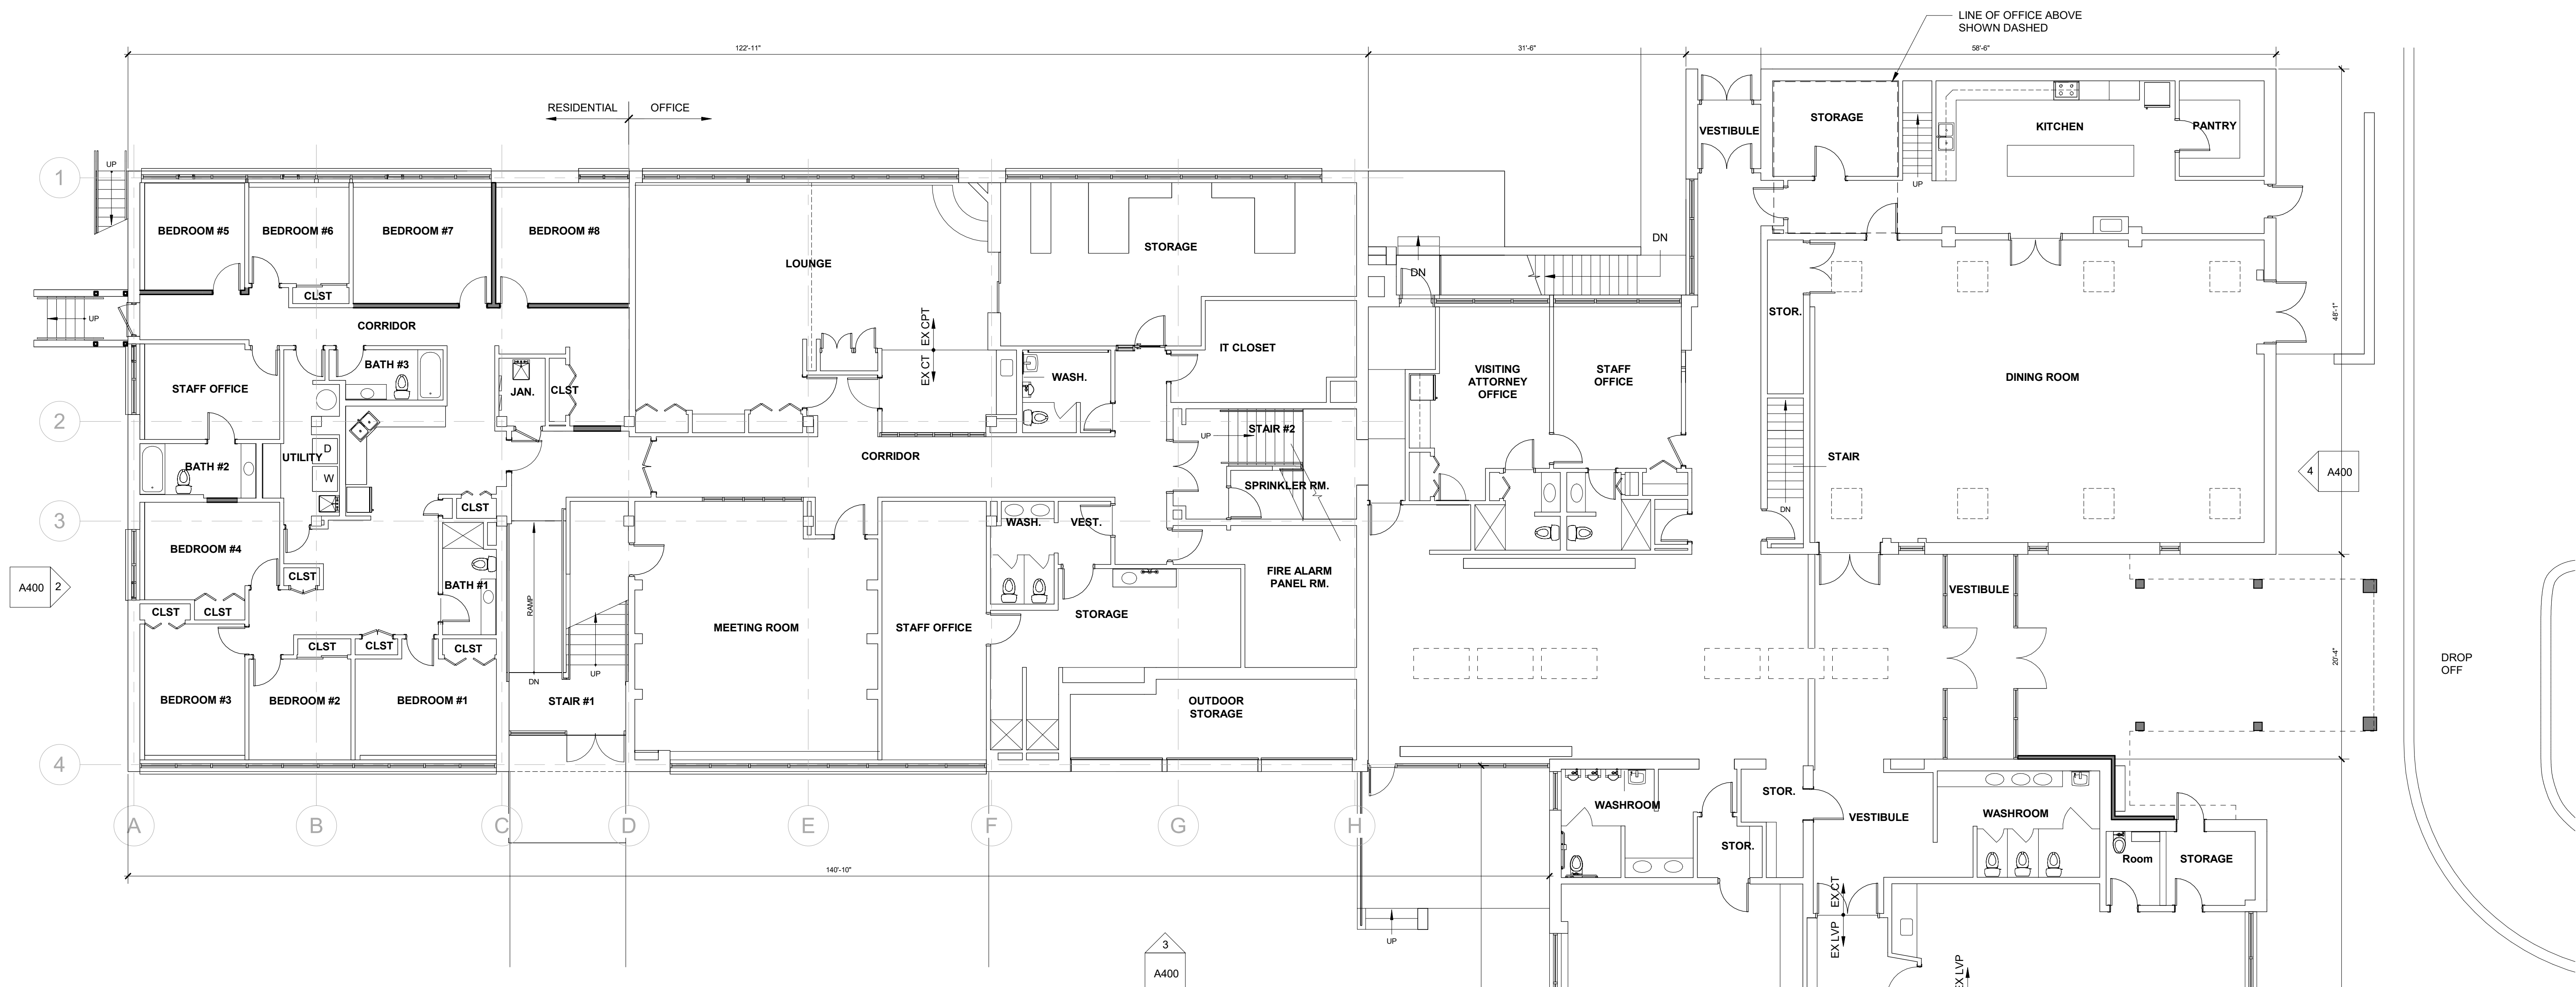 LINE OF OFFICE ABOVE
SHOWN DASHED
122'-11"
31'-6"
58'-6"
RESIDENTIAL
OFFICE
STORAGE
VESTIBULE
KITCHEN
PANTRY
UP
1
UP
BEDROOM #5
BEDROOM #6
BEDROOM #7
BEDROOM #8
LOUNGE
STORAGE
DN
DN
CLST
UP
CORRIDOR
EX CPT
EX CT
IT CLOSET
STOR.
48'-1"
BATH #3
STAFF OFFICE
JAN.
CLST
WASH.
VISITING
ATTORNEY
OFFICE
STAFF
OFFICE
DINING ROOM
2
UP
STAIR #2
D
W
UTILITY
BATH #2
CORRIDOR
SPRINKLER RM.
STAIR
DN
4
A400
CLST
3
WASH.
VEST.
BEDROOM #4
CLST
BATH #1
FIRE ALARM
PANEL RM.
A400
2
VESTIBULE
CLST
CLST
RAMP
STORAGE
MEETING ROOM
STAFF OFFICE
CLST
CLST
CLST
20'-4"
DROP
OFF
UP
DN
BEDROOM #3
BEDROOM #2
BEDROOM #1
STAIR #1
OUTDOOR
STORAGE
4
STOR.
WASHROOM
VESTIBULE
WASHROOM
A
B
C
D
E
F
G
H
STOR.
Room
STORAGE
140'-10"
EX CT
EX LVP
UP
3
A400
EX LVP